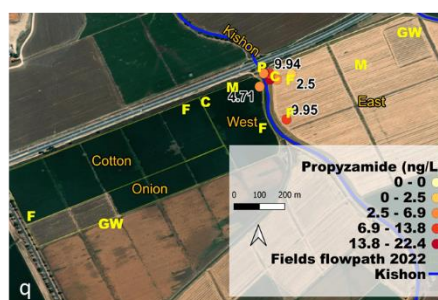 Kishon
GW
P
9.94
M
C
F
2.5
M
4.71
C
F
9.95
F
East
West
F
Cotton
Onion
F
GW
Propyzamide (ng/L
0 - 0
0 - 2.5
2.5 - 6.9
6.9 - 13.8
13.8 - 22.4
0 100 200 m
Fields flowpath 2022
Kishon
q